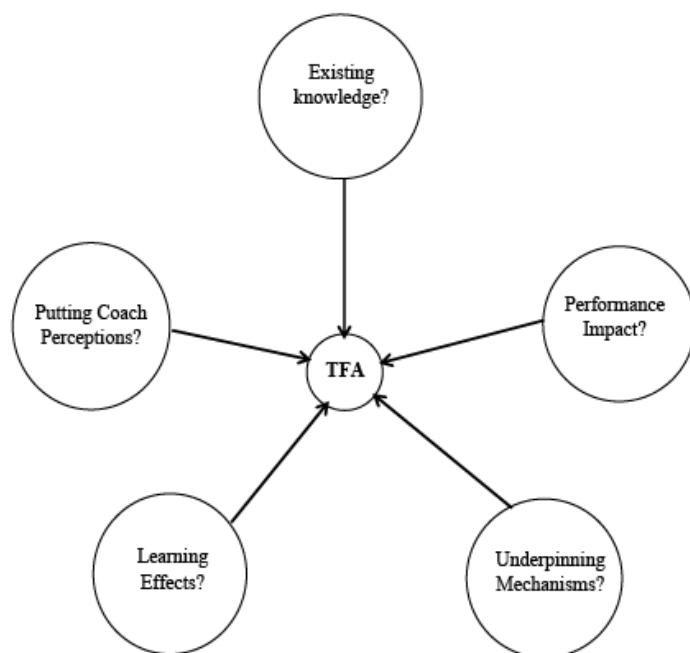 Existing
knowledge?
Putting Coach
Perceptions?
Performance
Impact?
TFA
Learning
Effects?
Underpinning
Mechanisms?